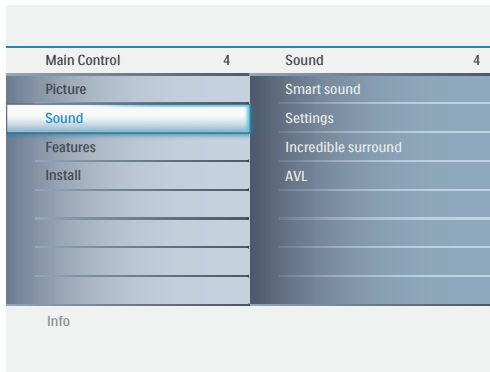 Main Control 4
Picture
Sound
Features
Install
Sound 4
Smart sound
Settings
Incredible surround
AVL
Info